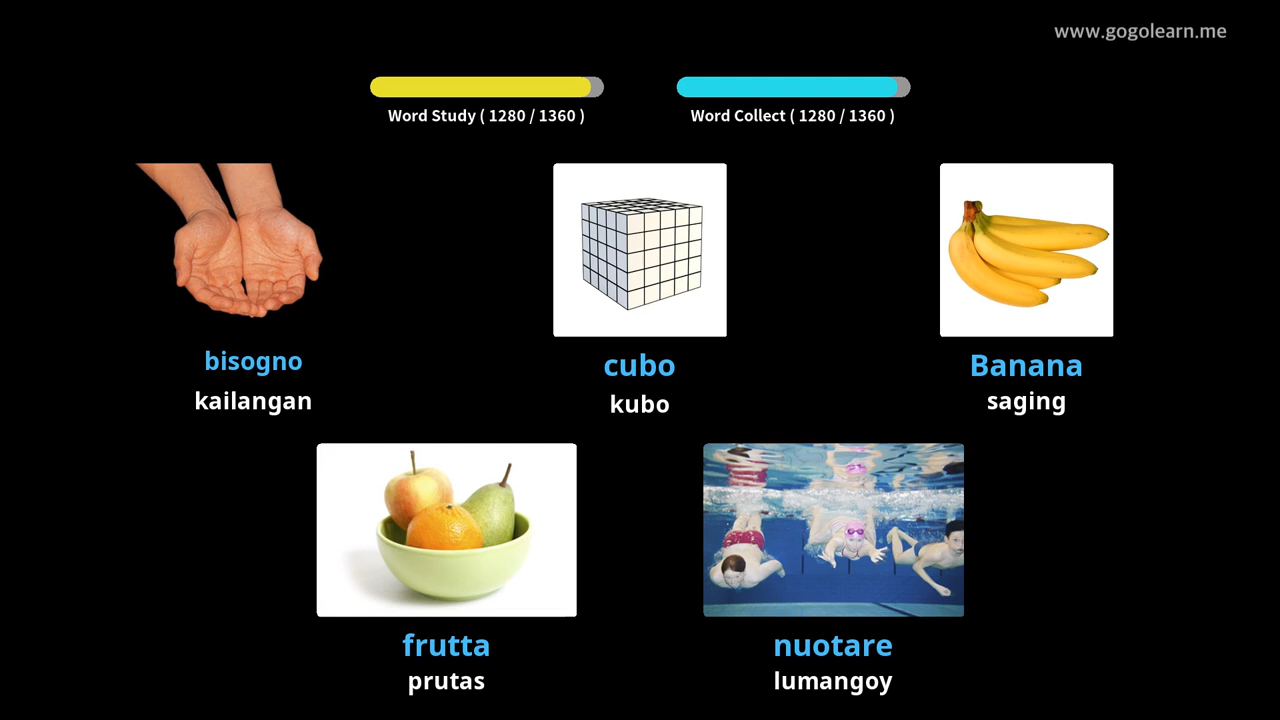 www.gogolearn.me
Word Study ( 1280 / 1360 )
Word Collect ( 1280 / 1360 )
bisogno
kailangan
cubo
kubo
Banana
saging
frutta
prutas
nuotare
lumangoy